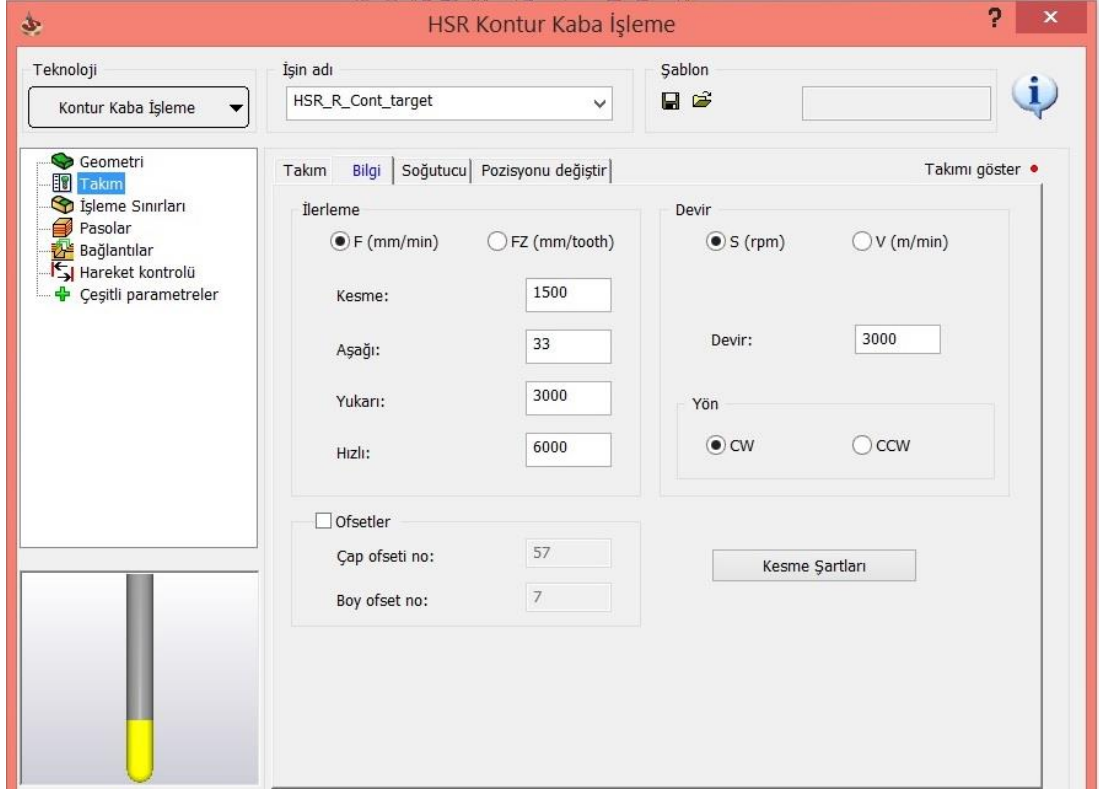 HSR Kontur Kaba İşleme
?
x
Teknoloji
Kontur Kaba İşleme
İşin adı
HSR_R_Cont_target
Şablon
i
Geometri
Takım
İşleme Sınırları
Pasolar
Bağlantılar
Hareket kontrolü
Çeşitli parametreler
Takım Bilgi Soğutucu Pozisyonu değiştir
Takımı göster
İlerleme
F (mm/min) FZ (mm/tooth)
Kesme: 1500
Aşağı: 33
Yukarı: 3000
Hızlı: 6000
Devir
S (rpm) V (m/min)
Devir: 3000
Yön
CW CCW
Ofsetler
Çap ofseti no: 57
Boy ofset no: 7
Kesme Şartları